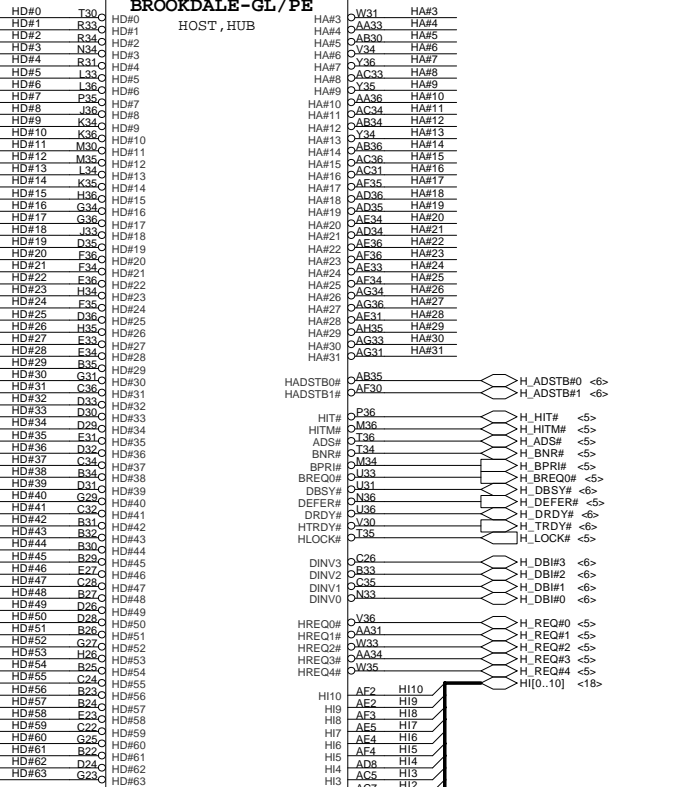 BROOKDALE-GL/PE
HOST,HUB
HD#0 T30 HD#0
HD#1 R33 HD#1
HD#2 R34 HD#2
HD#3 N34 HD#3
HD#4 R31 HD#4
HD#5 L33 HD#5
HD#6 L36 HD#6
HD#7 P35 HD#7
HD#8 J36 HD#8
HD#9 K34 HD#9
HD#10 K36 HD#10
HD#11 M30 HD#11
HD#12 M35 HD#12
HD#13 L34 HD#13
HD#14 K35 HD#14
HD#15 H36 HD#15
HD#16 G34 HD#16
HD#17 G36 HD#17
HD#18 J33 HD#18
HD#19 D35 HD#19
HD#20 F36 HD#20
HD#21 F34 HD#21
HD#22 E36 HD#22
HD#23 H34 HD#23
HD#24 F35 HD#24
HD#25 D36 HD#25
HD#26 H35 HD#26
HD#27 E33 HD#27
HD#28 E34 HD#28
HD#29 B35 HD#29
HD#30 G31 HD#30
HD#31 C36 HD#31
HD#32 D33 HD#32
HD#33 D30 HD#33
HD#34 D29 HD#34
HD#35 E31 HD#35
HD#36 D32 HD#36
HD#37 C34 HD#37
HD#38 B34 HD#38
HD#39 D31 HD#39
HD#40 G29 HD#40
HD#41 C32 HD#41
HD#42 B31 HD#42
HD#43 B32 HD#43
HD#44 B30 HD#44
HD#45 B29 HD#45
HD#46 E27 HD#46
HD#47 C28 HD#47
HD#48 B27 HD#48
HD#49 D26 HD#49
HD#50 D28 HD#50
HD#51 B26 HD#51
HD#52 G27 HD#52
HD#53 H26 HD#53
HD#54 B25 HD#54
HD#55 C24 HD#55
HD#56 B23 HD#56
HD#57 B24 HD#57
HD#58 E23 HD#58
HD#59 C22 HD#59
HD#60 G25 HD#60
HD#61 B22 HD#61
HD#62 D24 HD#62
HD#63 G23 HD#63
HA#3 W31 HA#3
HA#4 AA33 HA#4
HA#5 AB30 HA#5
HA#6 V34 HA#6
HA#7 Y36 HA#7
HA#8 AC33 HA#8
HA#9 Y35 HA#9
HA#10 AA36 HA#10
HA#11 AC34 HA#11
HA#12 AB34 HA#12
HA#13 Y34 HA#13
HA#14 AB36 HA#14
HA#15 AC36 HA#15
HA#16 AC31 HA#16
HA#17 AF35 HA#17
HA#18 AD36 HA#18
HA#19 AD35 HA#19
HA#20 AE34 HA#20
HA#21 AD34 HA#21
HA#22 AE36 HA#22
HA#23 AF36 HA#23
HA#24 AE33 HA#24
HA#25 AF34 HA#25
HA#26 AG34 HA#26
HA#27 AG36 HA#27
HA#28 AE31 HA#28
HA#29 AH35 HA#29
HA#30 AG33 HA#30
HA#31 AG31 HA#31
HADSTB0# AB35 H_ADSTB#0 <6>
HADSTB1# AF30 H_ADSTB#1 <6>
HIT# P36 H_HIT# <5>
HITM# M36 H_HITM# <5>
ADS# T36 H_ADS# <5>
BNR# T34 H_BNR# <5>
BPRI# M34 H_BPRI# <5>
BREQ0# U33 H_BREQ0# <5>
DBSY# U31 H_DBSY# <6>
DEFER# N36 H_DEFER# <5>
DRDY# U36 H_DRDY# <6>
HTRDY# V30 H_TRDY# <6>
HLOCK# T35 H_LOCK# <5>
DINV3 C26 H_DBI#3 <6>
DINV2 B33 H_DBI#2 <6>
DINV1 C35 H_DBI#1 <6>
DINV0 N33 H_DBI#0 <6>
HREQ0# V36 H_REQ#0 <5>
HREQ1# AA31 H_REQ#1 <5>
HREQ2# W33 H_REQ#2 <5>
HREQ3# AA34 H_REQ#3 <5>
HREQ4# W35 H_REQ#4 <5>
HI[0..10] <18>
HI10 AF2 HI10
HI9 AE2 HI9
HI8 AF3 HI8
HI7 AE5 HI7
HI6 AE4 HI6
HI5 AF4 HI5
HI4 AD8 HI4
HI3 AC5 HI3